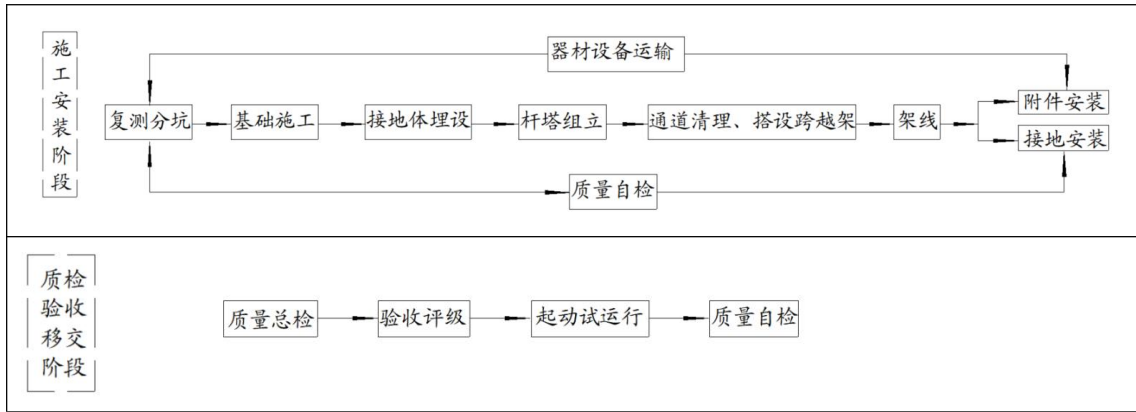 施工安装阶段
器材设备运输
复测分坑
基础施工
接地体埋设
杆塔组立
通道清理、搭设跨越架
架线
附件安装
接地安装
质量自检
质检
验收
移交
阶段
质量总检
验收评级
起动试运行
质量自检